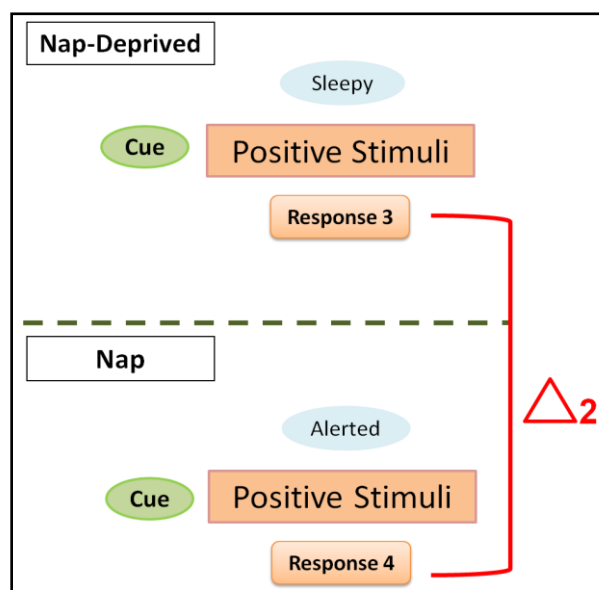 Nap-Deprived
Sleepy
Cue
Positive Stimuli
Response 3
Nap
△2
Alerted
Cue
Positive Stimuli
Response 4